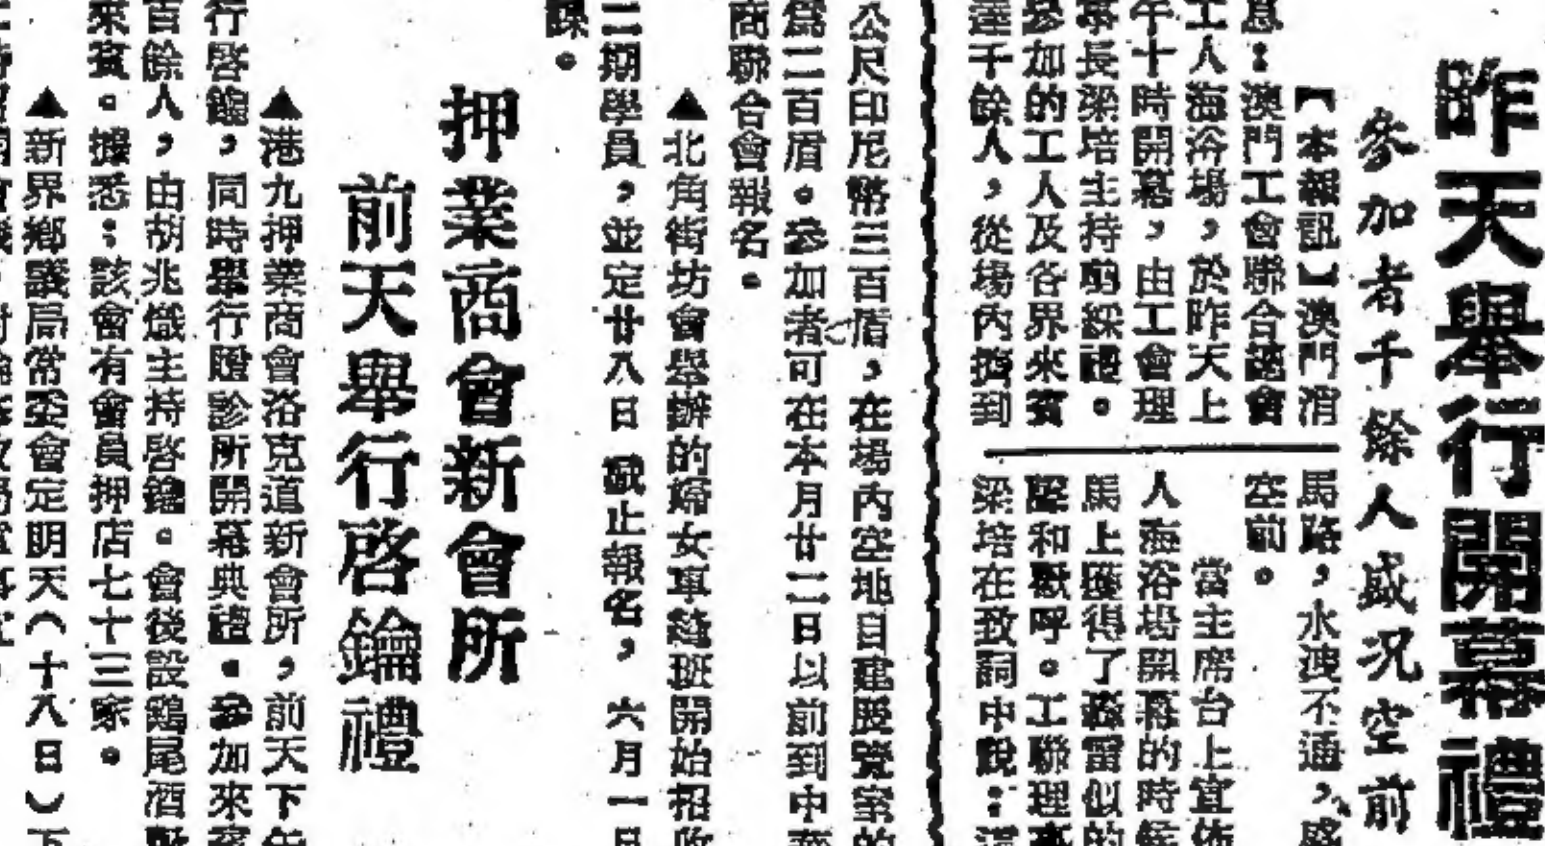 昨天舉行開幕禮
參加者千餘人盛況空前
【本報訊】澳門消
息：澳門工會聯合總會
工人海浴場，於昨天上
午十時開幕，由工會理
事長梁培主持剪綵禮。
參加的工人及各界來賓
達千餘人，從場內擠到
馬路，水洩不通，盛
空前。
當主席台上宣佈
人海浴場開幕的時候
馬上獲得了轟雷似的
和歡呼。工聯理事
梁培在致詞中說：這
公尺印尼幣三百盾，在場內空地自建展覽室的
為二百盾。參加者可在本月廿二日以前到中
商聯合會報名。
▲北角街坊會舉辦的婦女車縫班開始招收
二期學員，並定廿八日截止報名，六月一日
課。
押業商會新會所
前天舉行啓鑰禮
▲港九押業商會洛克道新會所，前天下午
行啓鑰，同時舉行贈診所開幕典禮。參加來賓
百餘人，由胡兆熾主持啓鑰。會後設鷄尾酒
來賓。據悉：該會有會員押店七十三家。
▲新界鄉議局常委會定明天（十八日）下